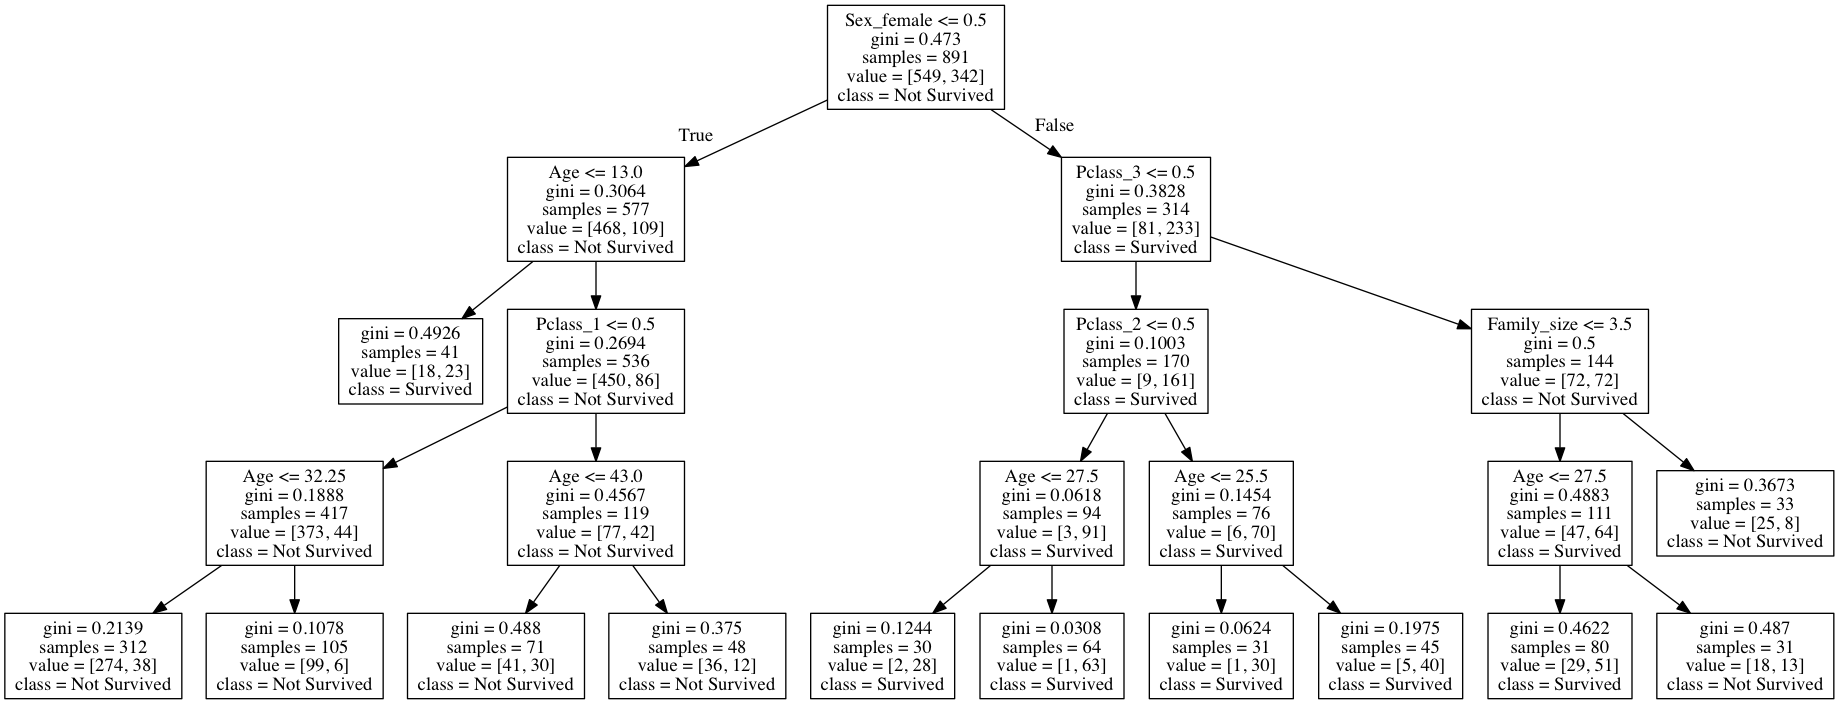 Sex_female <= 0.5
gini = 0.473
samples = 891
value = [549, 342]
class = Not Survived
True
False
Age <= 13.0
gini = 0.3064
samples = 577
value = [468, 109]
class = Not Survived
Pclass_3 <= 0.5
gini = 0.3828
samples = 314
value = [81, 233]
class = Survived
gini = 0.4926
samples = 41
value = [18, 23]
class = Survived
Pclass_1 <= 0.5
gini = 0.2694
samples = 536
value = [450, 86]
class = Not Survived
Pclass_2 <= 0.5
gini = 0.1003
samples = 170
value = [9, 161]
class = Survived
Family_size <= 3.5
gini = 0.5
samples = 144
value = [72, 72]
class = Not Survived
Age <= 32.25
gini = 0.1888
samples = 417
value = [373, 44]
class = Not Survived
Age <= 43.0
gini = 0.4567
samples = 119
value = [77, 42]
class = Not Survived
Age <= 27.5
gini = 0.0618
samples = 94
value = [3, 91]
class = Survived
Age <= 25.5
gini = 0.1454
samples = 76
value = [6, 70]
class = Survived
Age <= 27.5
gini = 0.4883
samples = 111
value = [47, 64]
class = Survived
gini = 0.3673
samples = 33
value = [25, 8]
class = Not Survived
gini = 0.2139
samples = 312
value = [274, 38]
class = Not Survived
gini = 0.1078
samples = 105
value = [99, 6]
class = Not Survived
gini = 0.488
samples = 71
value = [41, 30]
class = Not Survived
gini = 0.375
samples = 48
value = [36, 12]
class = Not Survived
gini = 0.1244
samples = 30
value = [2, 28]
class = Survived
gini = 0.0308
samples = 64
value = [1, 63]
class = Survived
gini = 0.0624
samples = 31
value = [1, 30]
class = Survived
gini = 0.1975
samples = 45
value = [5, 40]
class = Survived
gini = 0.4622
samples = 80
value = [29, 51]
class = Survived
gini = 0.487
samples = 31
value = [18, 13]
class = Not Survived